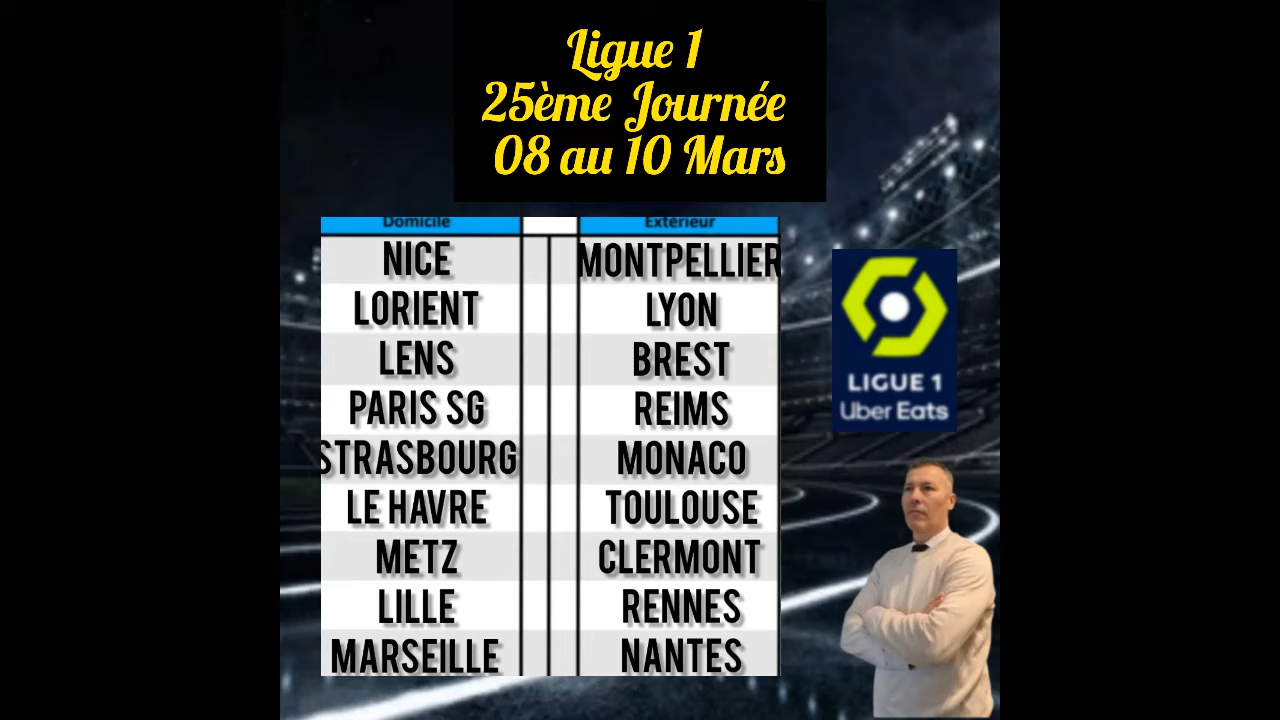 Ligue 1
25ème Journée
08 au 10 Mars
Domicile Extérieur
NICE MONTPELLIER
LORIENT LYON
LENS BREST
PARIS SG REIMS
STRASBOURG MONACO
LE HAVRE TOULOUSE
METZ CLERMONT
LILLE RENNES
MARSEILLE NANTES
LIGUE 1
Uber Eats